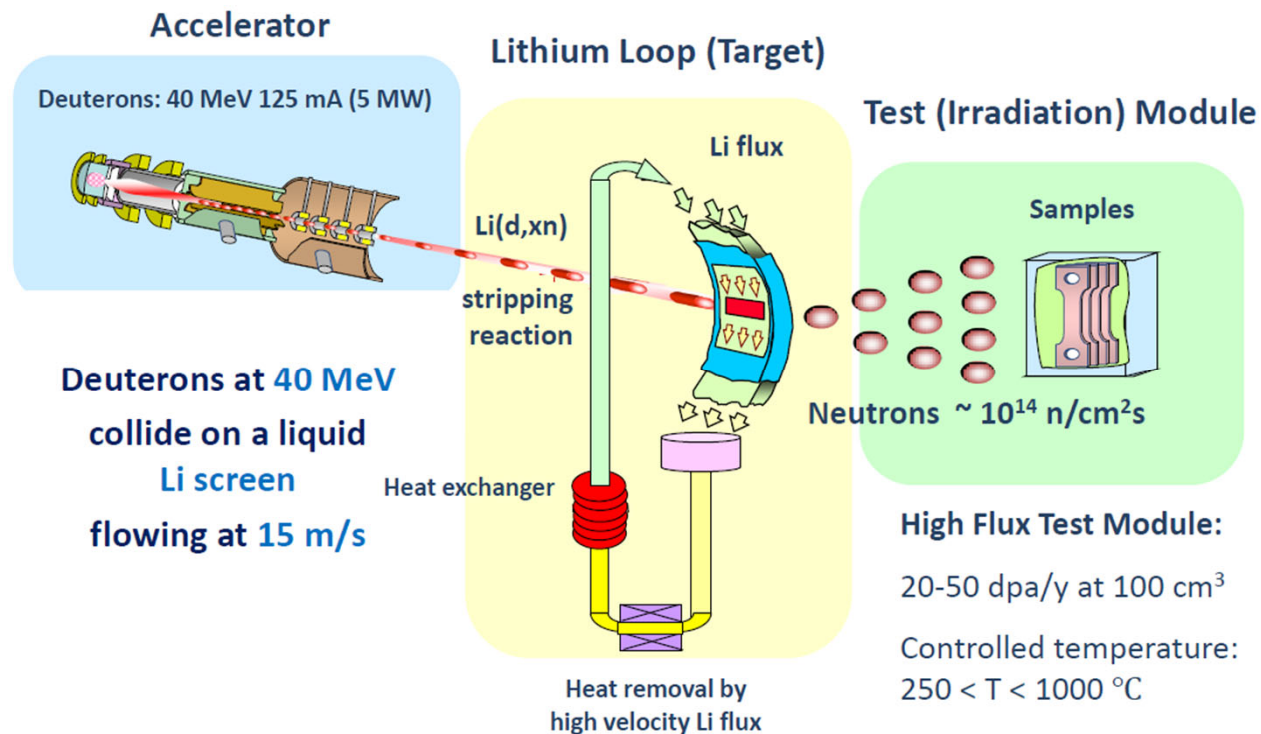 Accelerator
Deuterons: 40 MeV 125 mA (5 MW)
Deuterons at 40 MeV
collide on a liquid
Li screen
flowing at 15 m/s
Lithium Loop (Target)
Li flux
Li(d,xn)
stripping
reaction
Heat exchanger
Heat removal by
high velocity Li flux
Test (Irradiation) Module
Samples
Neutrons ~ 10¹⁴ n/cm²s
High Flux Test Module:
20-50 dpa/y at 100 cm³
Controlled temperature:
250 < T < 1000 °C